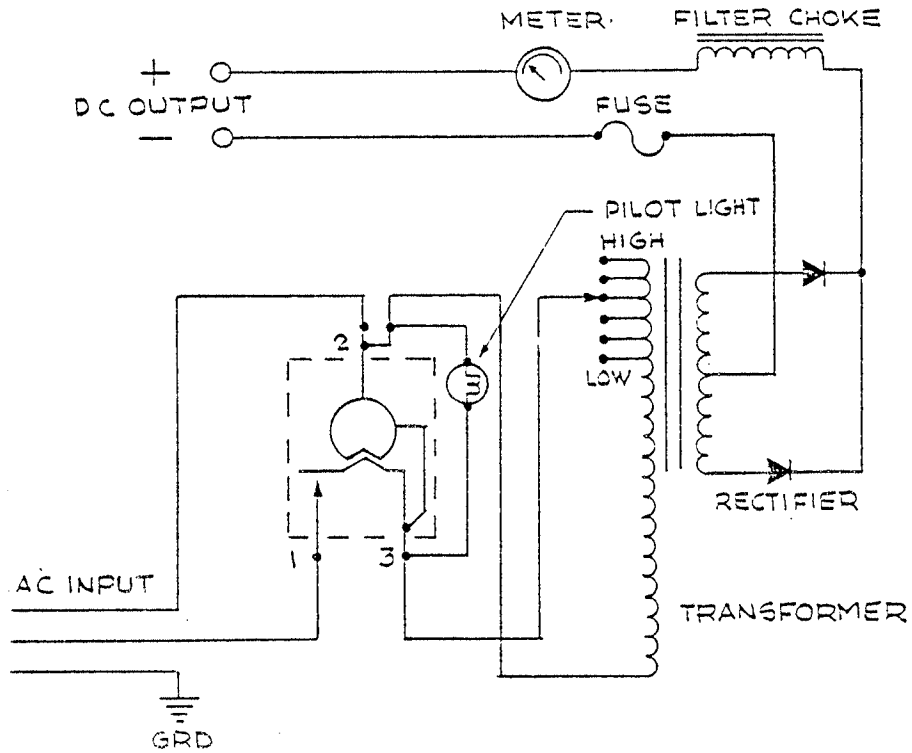 METER
FILTER CHOKE
+
DC OUTPUT
FUSE
−
PILOT LIGHT
HIGH
2
LOW
RECTIFIER
1
3
AC INPUT
TRANSFORMER
GRD